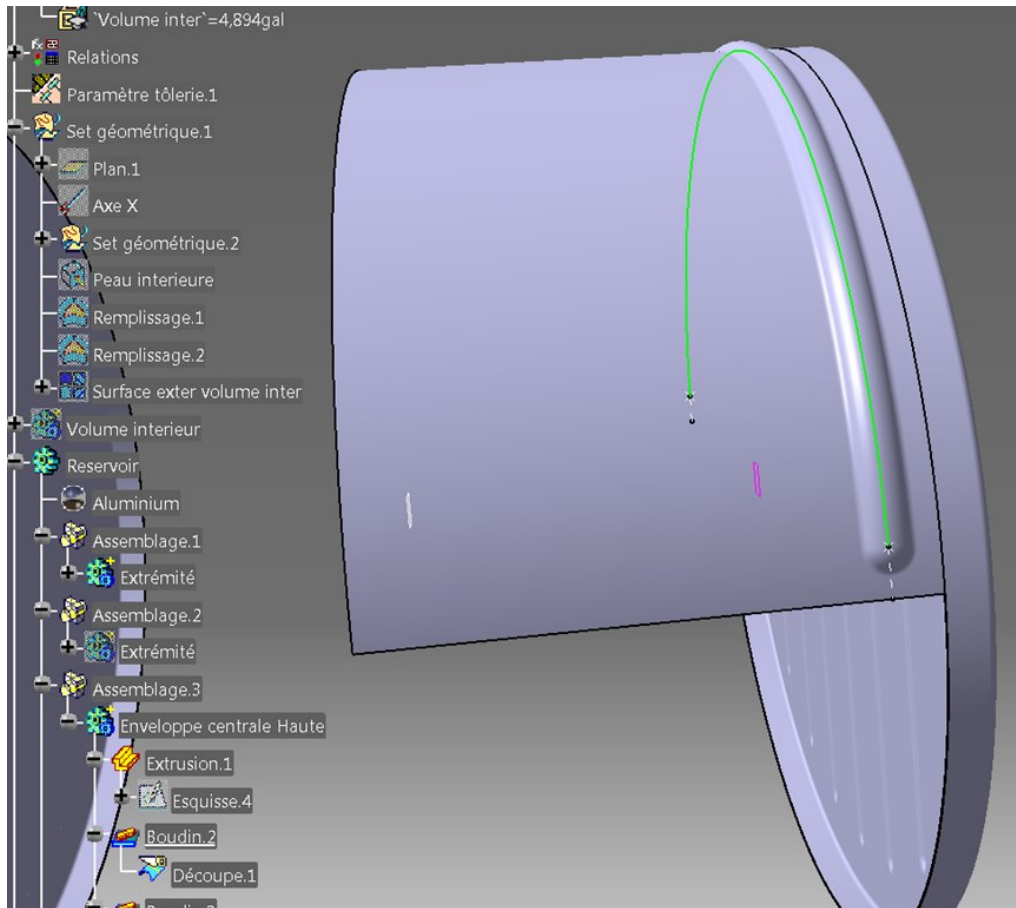 `Volume inter`=4,894gal
Relations
Paramètre tôlerie.1
Set géométrique.1
Plan.1
Axe X
Set géométrique.2
Peau interieure
Remplissage.1
Remplissage.2
Surface exter volume inter
Volume interieur
Reservoir
Aluminium
Assemblage.1
Extrémité
Assemblage.2
Extrémité
Assemblage.3
Enveloppe centrale Haute
Extrusion.1
Esquisse.4
Boudin.2
Découpe.1